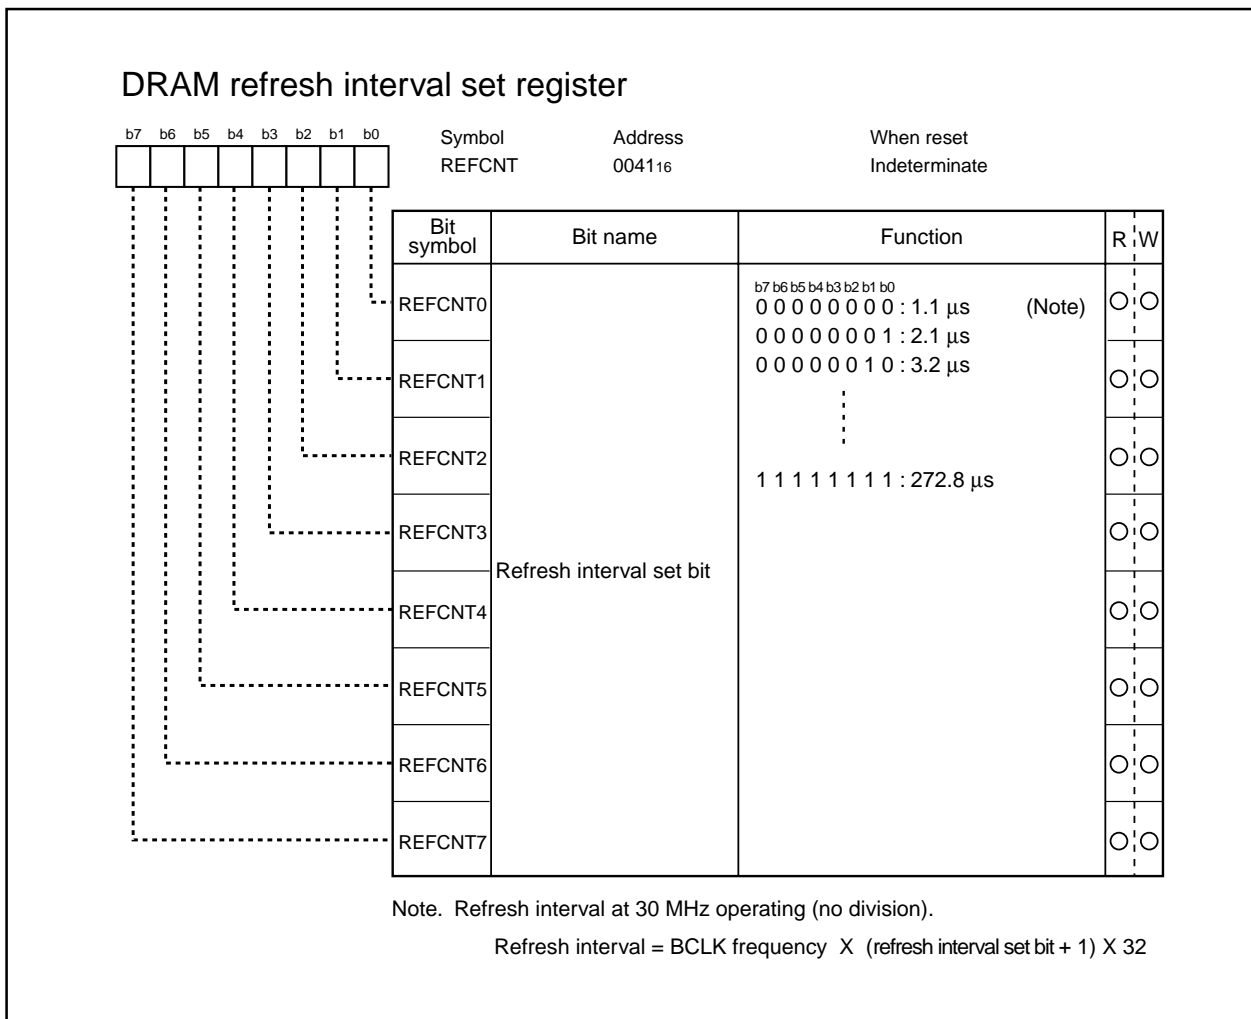 DRAM refresh interval set register
b7 b6 b5 b4 b3 b2 b1 b0
Symbol Address When reset
REFCNT 004116 Indeterminate
Bit symbol Bit name Function R W
b7 b6 b5 b4 b3 b2 b1 b0
REFCNT0 0 0 0 0 0 0 0 0 : 1.1 µs (Note)
0 0 0 0 0 0 0 1 : 2.1 µs
0 0 0 0 0 0 1 0 : 3.2 µs
REFCNT1
REFCNT2
1 1 1 1 1 1 1 1 : 272.8 µs
REFCNT3
Refresh interval set bit
REFCNT4
REFCNT5
REFCNT6
REFCNT7
Note. Refresh interval at 30 MHz operating (no division).
Refresh interval = BCLK frequency X (refresh interval set bit + 1) X 32